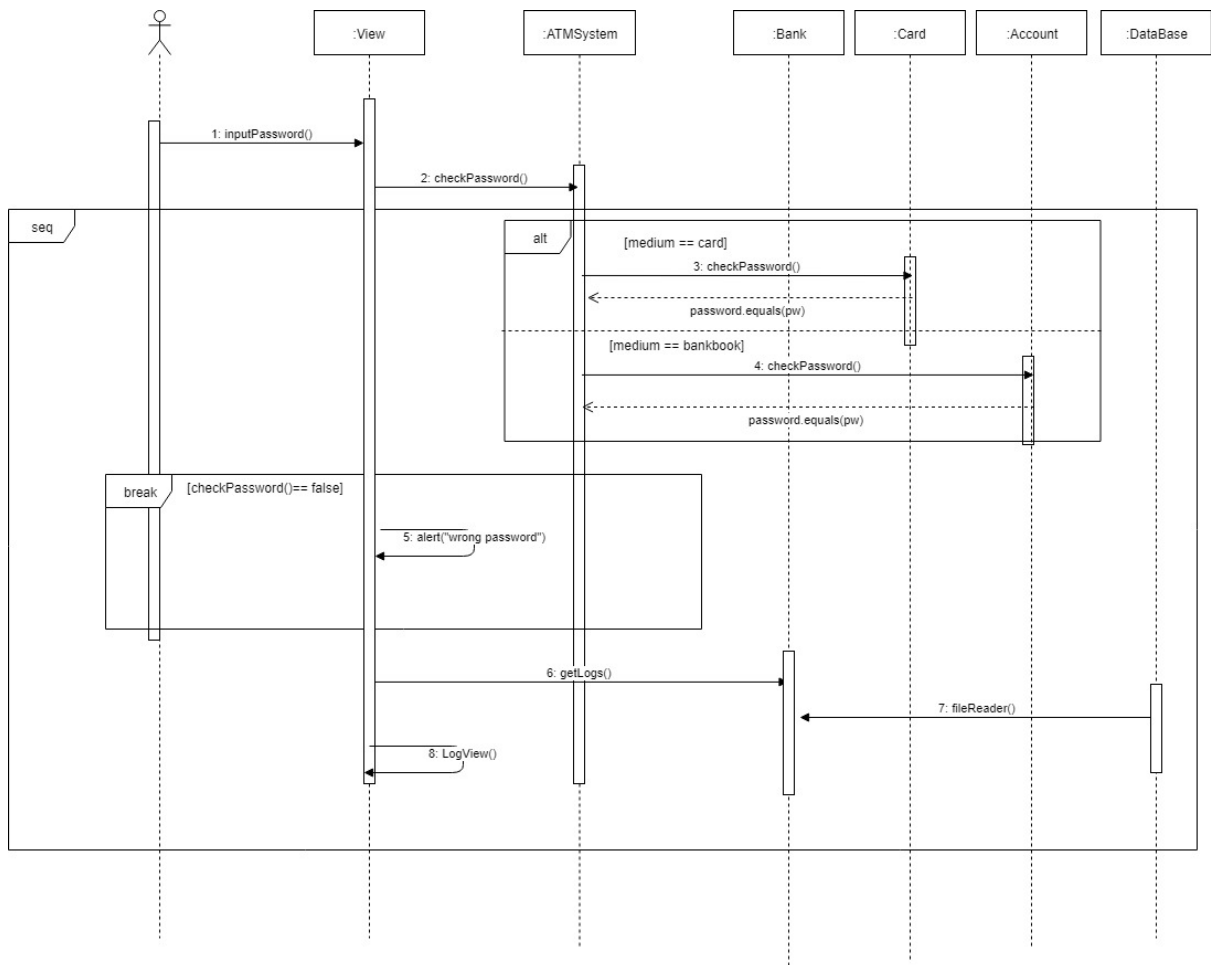 :View
:ATMSystem
:Bank
:Card
:Account
:DataBase
1: inputPassword()
2: checkPassword()
seq
alt
[medium == card]
3: checkPassword()
password.equals(pw)
[medium == bankbook]
4: checkPassword()
password.equals(pw)
break
[checkPassword()== false]
5: alert("wrong password")
6: getLogs()
7: fileReader()
8: LogView()